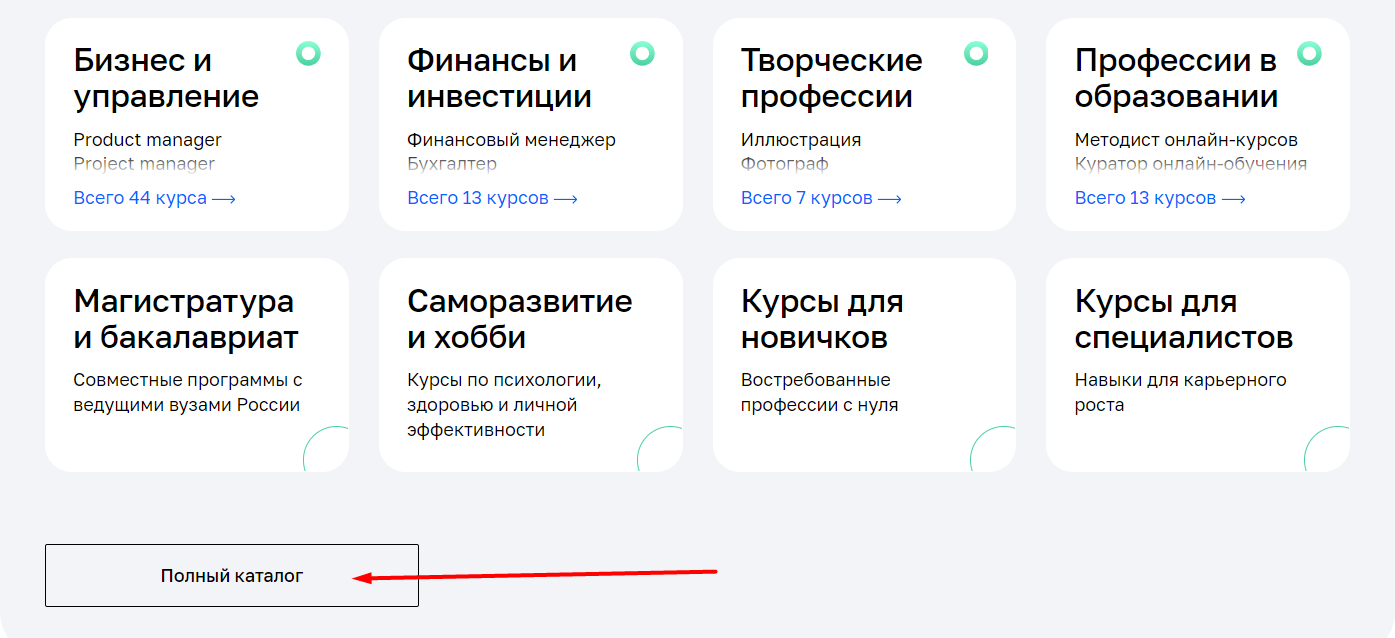 Бизнес и
управление
Product manager
Project manager
Всего 44 курса
Финансы и
инвестиции
Финансовый менеджер
Бухгалтер
Всего 13 курсов
Творческие
профессии
Иллюстрация
Фотограф
Всего 7 курсов
Профессии в
образовании
Методист онлайн-курсов
Куратор онлайн-обучения
Всего 13 курсов
Магистратура
и бакалавриат
Совместные программы с
ведущими вузами России
Саморазвитие
и хобби
Курсы по психологии,
здоровью и личной
эффективности
Курсы для
новичков
Востребованные
профессии с нуля
Курсы для
специалистов
Навыки для карьерного
роста
Полный каталог